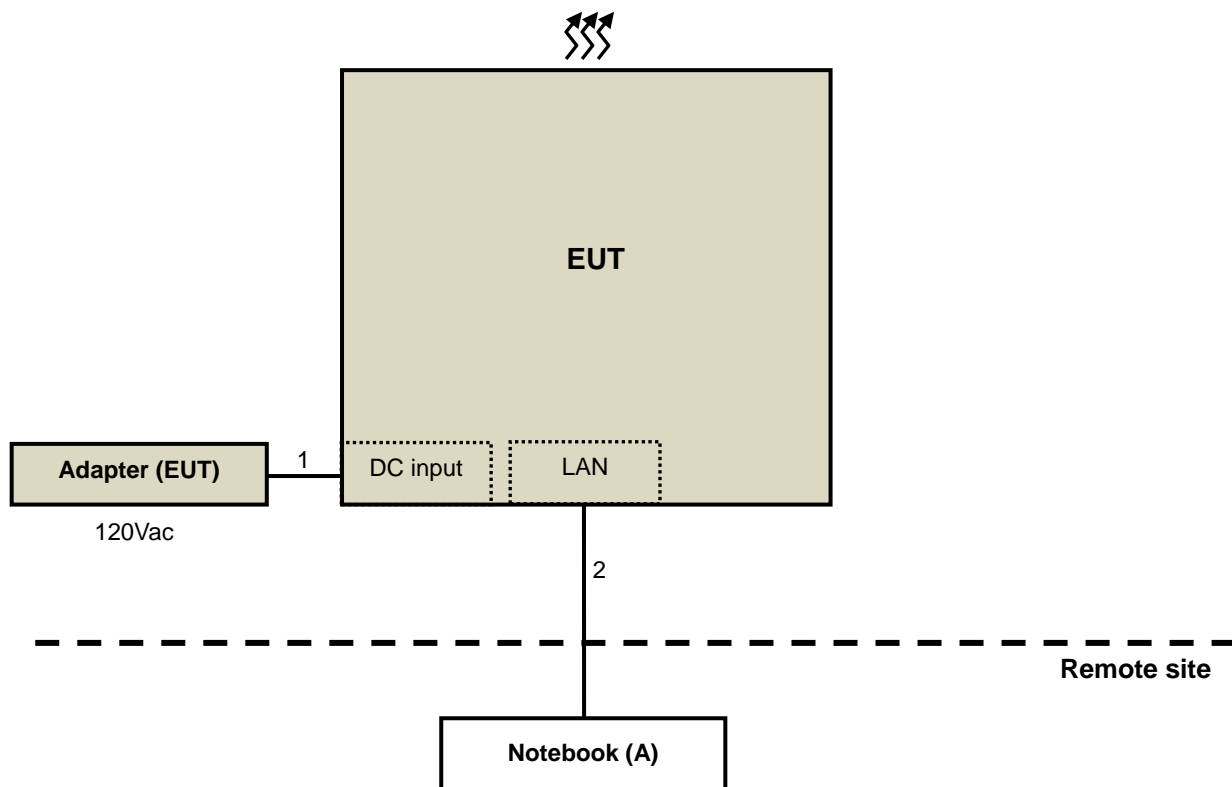 EUT
Adapter (EUT)
1
DC input
LAN
120Vac
2
Remote site
Notebook (A)